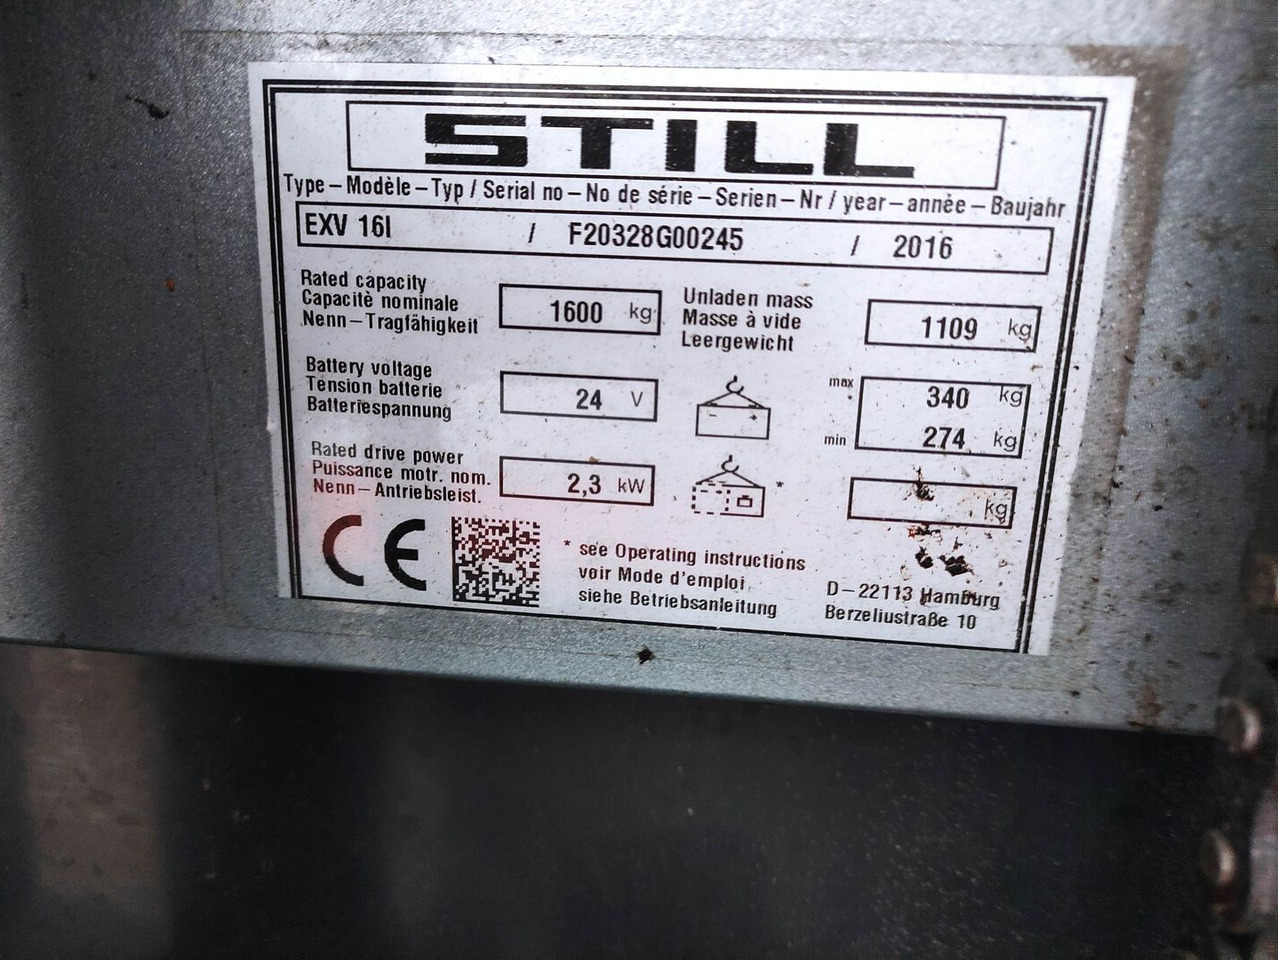 STILL
Type – Modèle – Typ / Serial no – No de série – Serien – Nr / year – annèe – Baujahr
EXV 16I / F20328G00245 / 2016
Rated capacity
Capacitè nominale
Nenn – Tragfähigkeit
1600 kg
Unladen mass
Masse à vide
Leergewicht
1109 kg
Battery voltage
Tension batterie
Batteriespannung
24 V
max 340 kg
min 274 kg
Rated drive power
Puissance motr. nom.
Nenn – Antriebsleist.
2,3 kW
*
kg
CE
* see Operating instructions
voir Mode d'emploi
siehe Betriebsanleitung
D – 22113 Hamburg
Berzeliustraße 10